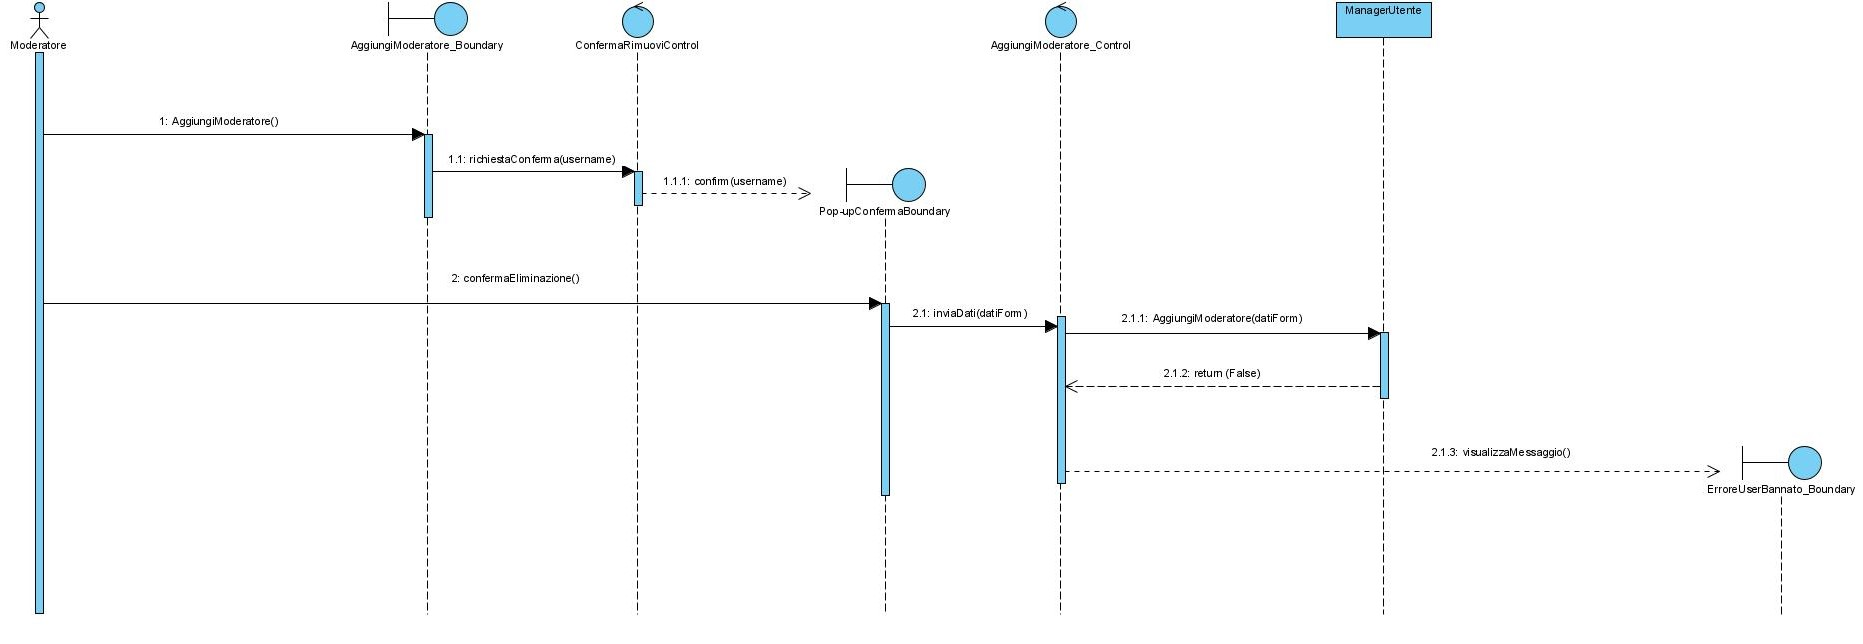 ManagerUtente
Moderatore
AggiungiModeratore_Boundary
ConfermaRimuoviControl
AggiungiModeratore_Control
1: AggiungiModeratore()
1.1: richiestaConferma(username)
1.1.1: confirm(username)
Pop-upConfermaBoundary
2: confermaEliminazione()
2.1: inviaDati(datiForm)
2.1.1: AggiungiModeratore(datiForm)
2.1.2: return (False)
2.1.3: visualizzaMessaggio()
ErroreUserBannato_Boundary